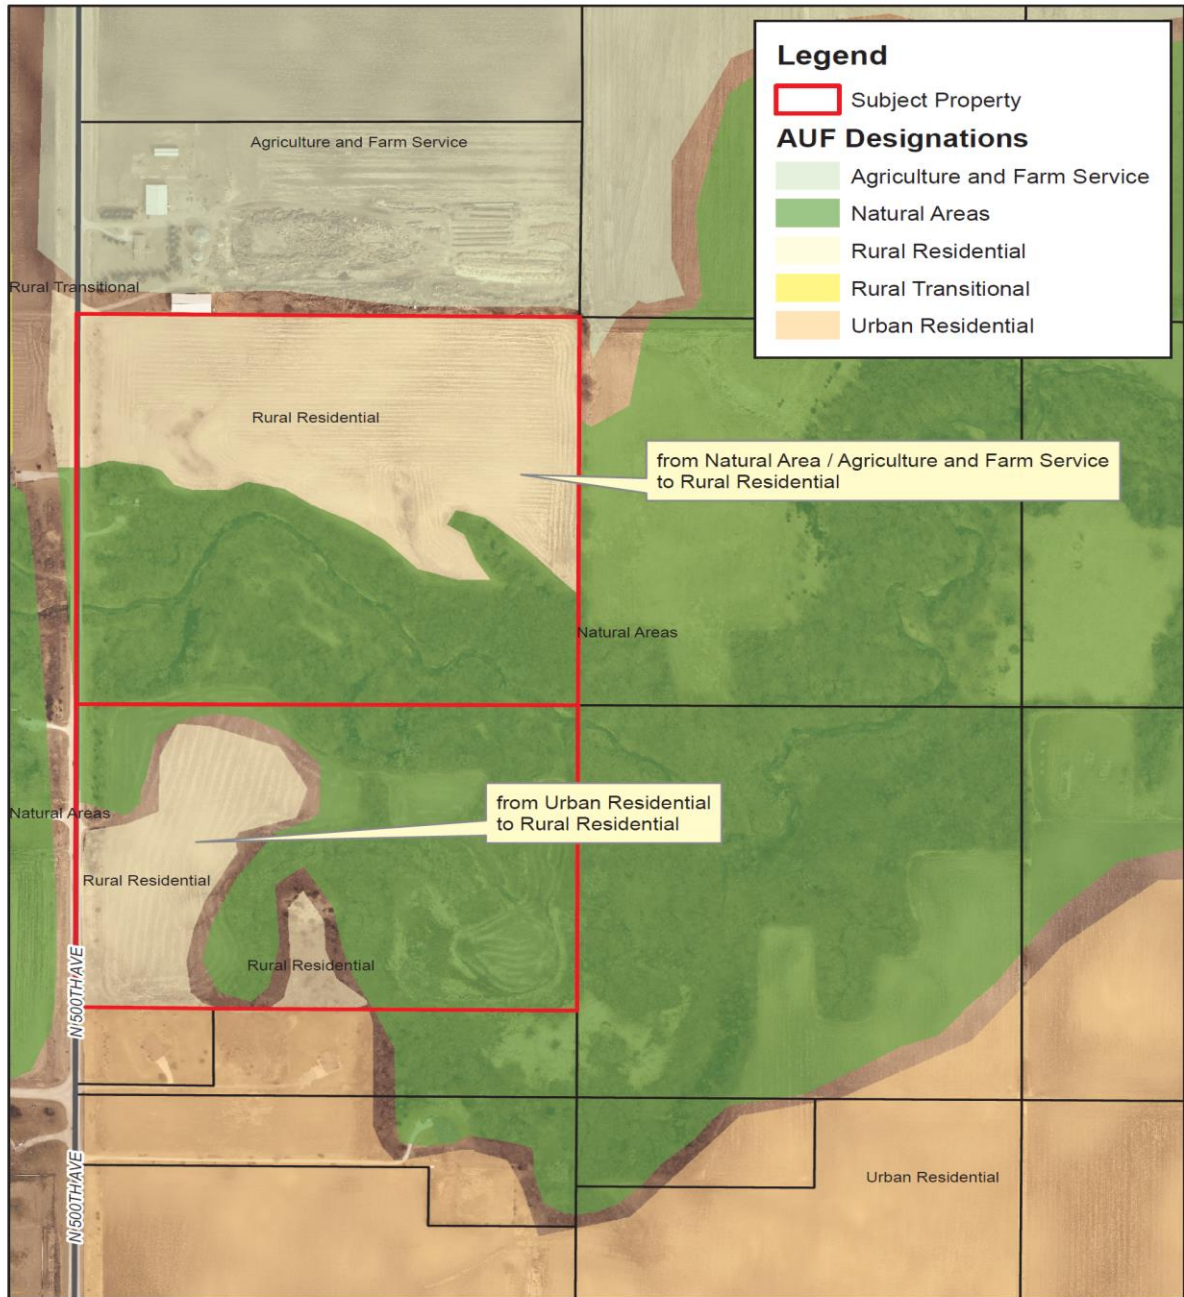 Legend
Subject Property
AUF Designations
Agriculture and Farm Service
Natural Areas
Rural Residential
Rural Transitional
Urban Residential
Agriculture and Farm Service
Rural Transitional
Rural Residential
from Natural Area / Agriculture and Farm Service
to Rural Residential
Natural Areas
from Urban Residential
to Rural Residential
Natural Areas
Rural Residential
Rural Residential
N 500TH AVE
N 500TH AVE
Urban Residential